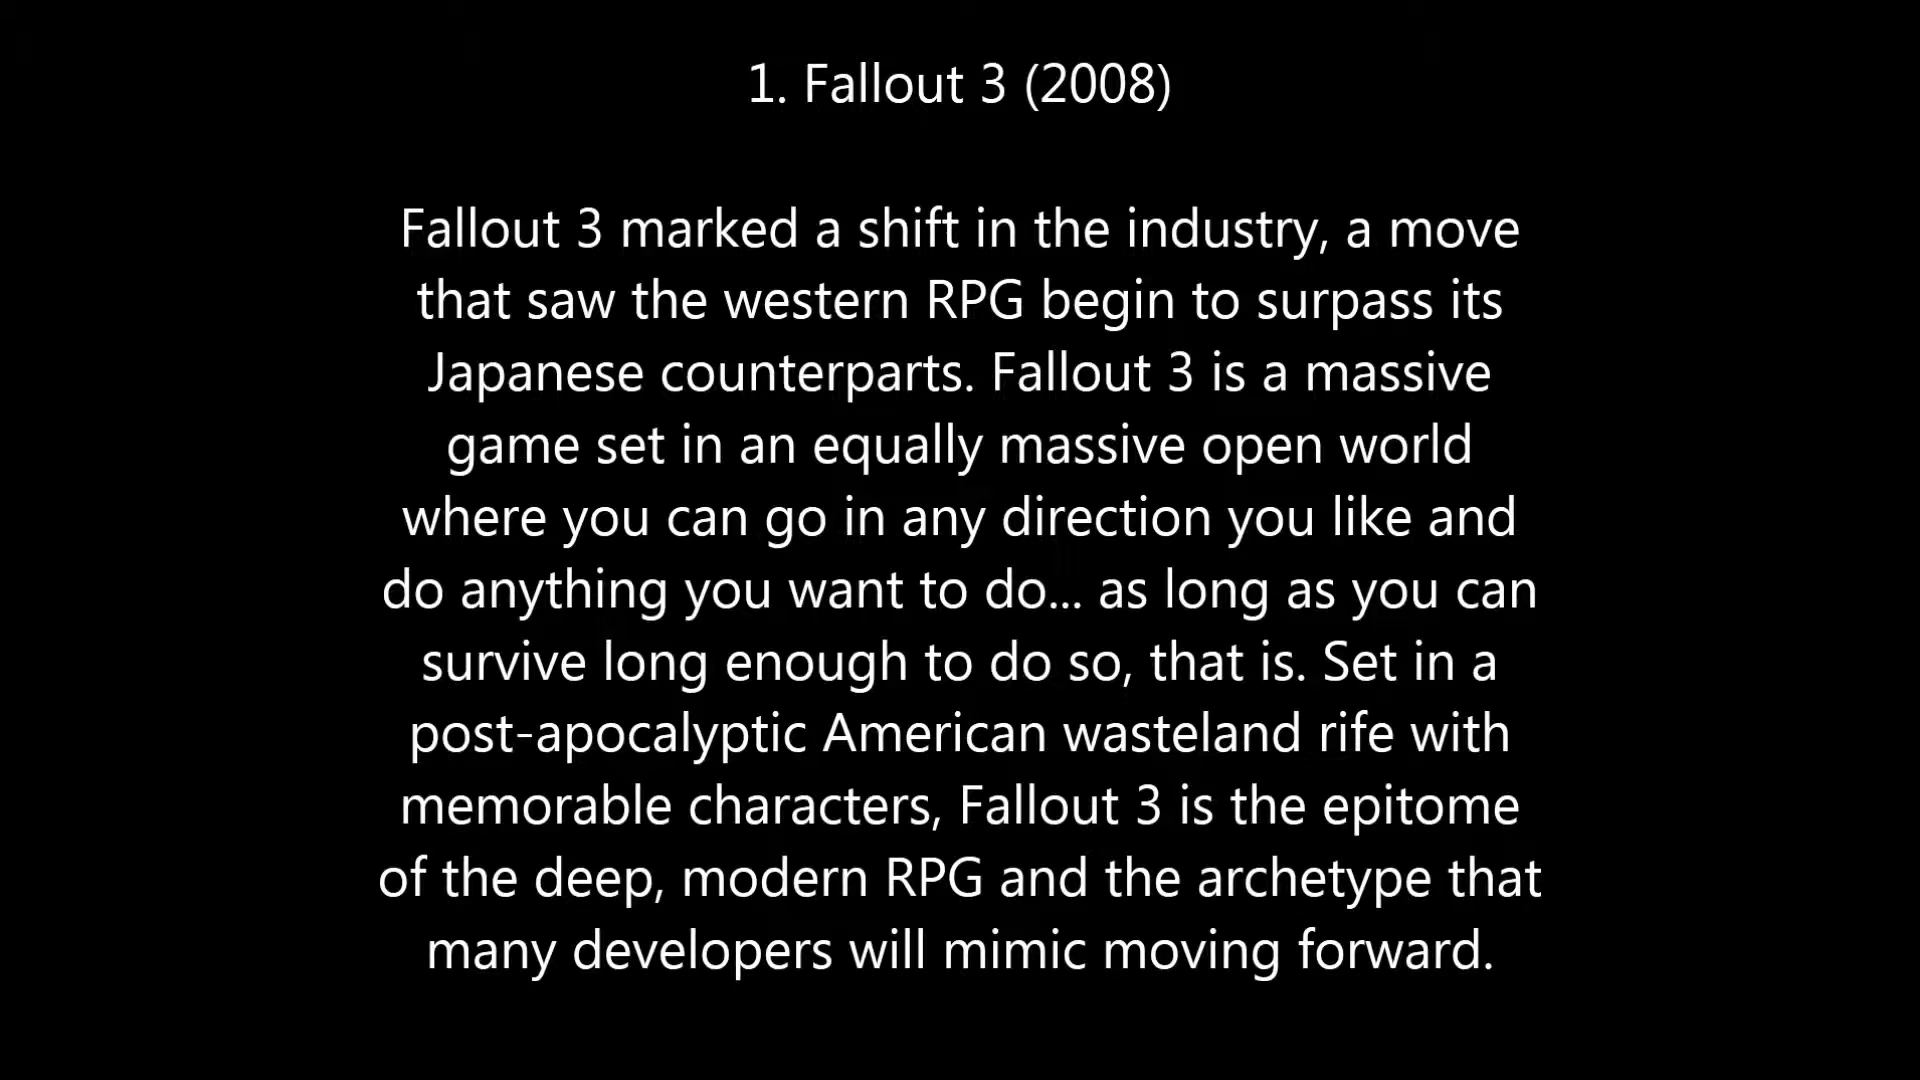 1. Fallout 3 (2008)
Fallout 3 marked a shift in the industry, a move
that saw the western RPG begin to surpass its
Japanese counterparts. Fallout 3 is a massive
game set in an equally massive open world
where you can go in any direction you like and
do anything you want to do... as long as you can
survive long enough to do so, that is. Set in a
post-apocalyptic American wasteland rife with
memorable characters, Fallout 3 is the epitome
of the deep, modern RPG and the archetype that
many developers will mimic moving forward.